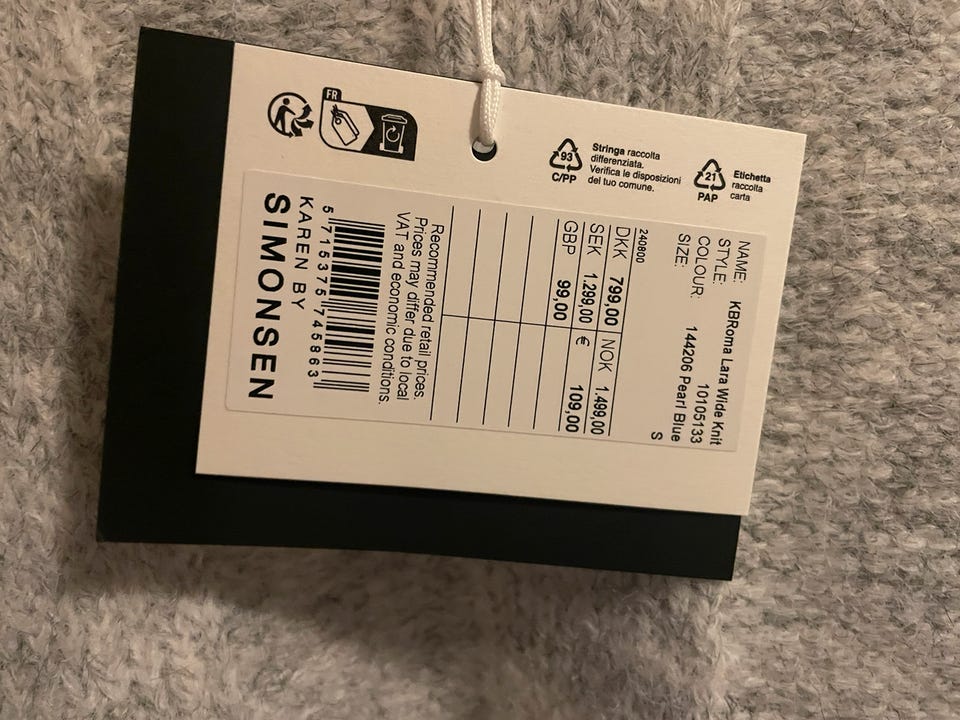 FR
93
C/PP
Stringa raccolta
differenziata.
Verifica le disposizioni
del tuo comune.
21
PAP
Etichetta
raccolta
carta
NAME: KBRoma Lara Wide Knit
STYLE: 10105133
COLOUR: 144206 Pearl Blue
SIZE: S
240800
DKK 799,00 NOK 1.499,00
SEK 1.299,00 € 109,00
GBP 99,00
Recommended retail prices.
Prices may differ due to local
VAT and economic conditions.
5 715375 745863
KAREN BY
SIMONSEN